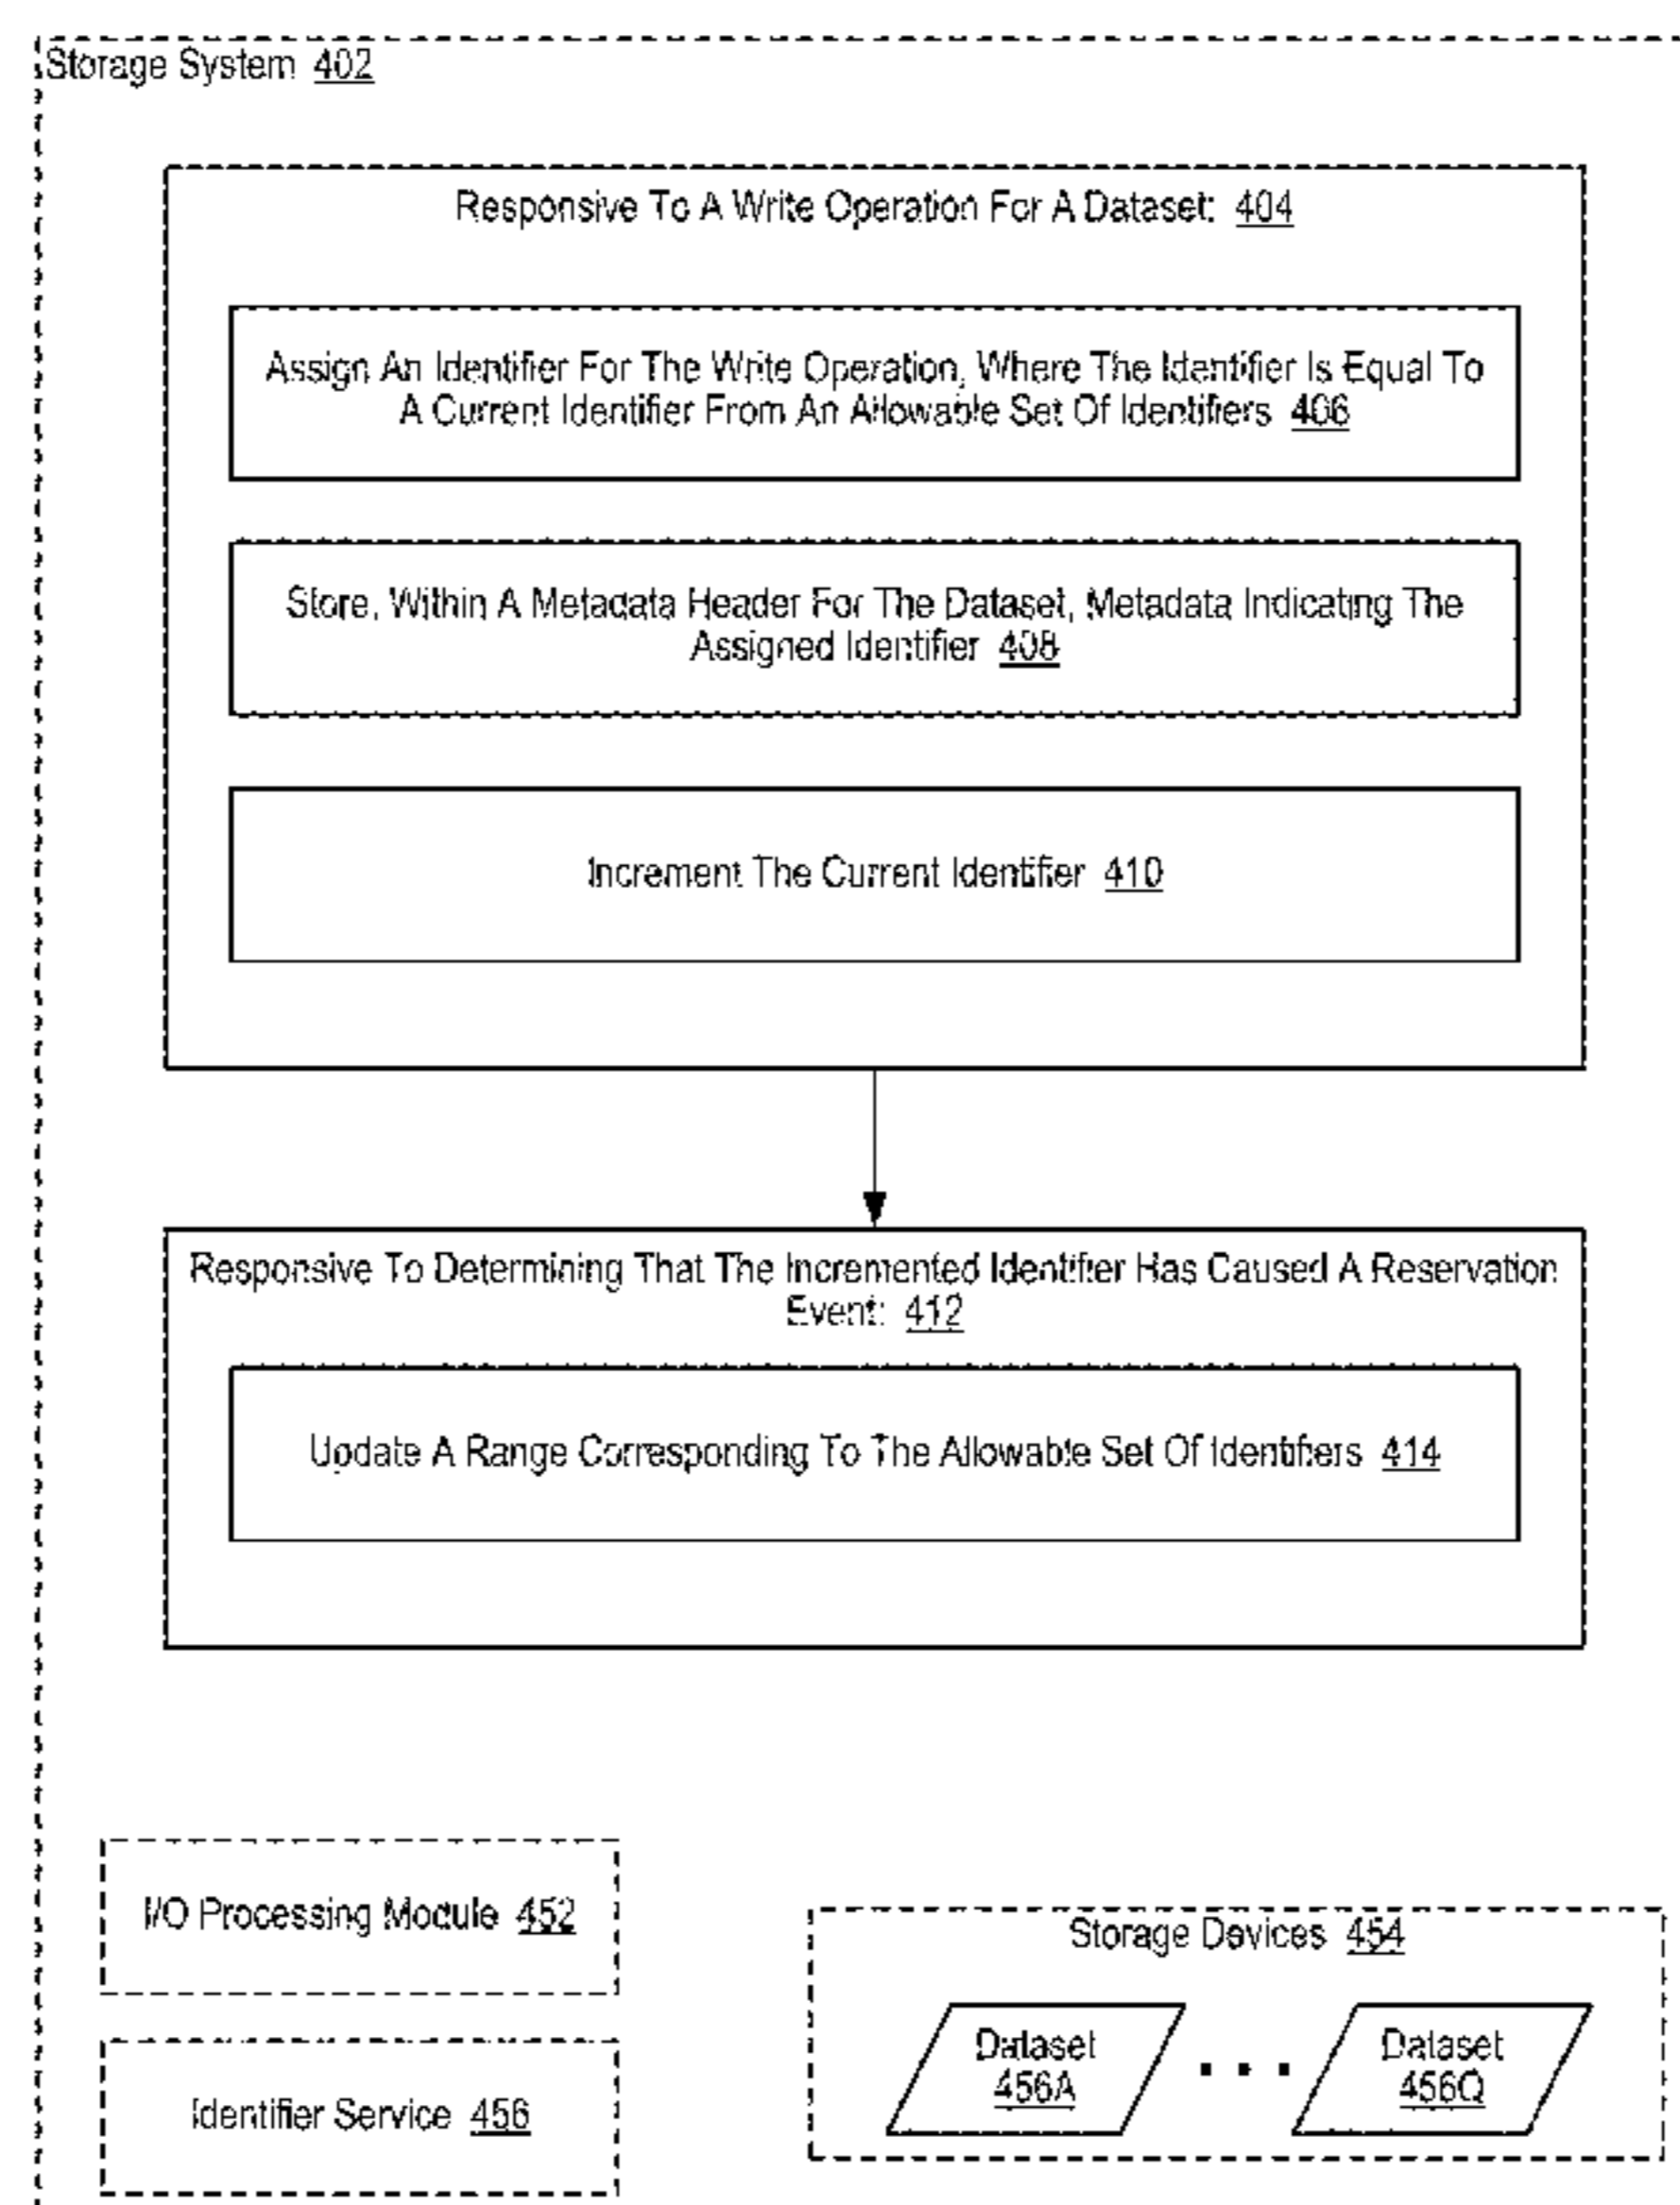 Storage System 402
Responsive To A Write Operation For A Dataset: 404
Assign An Identifier For The Write Operation, Where The Identifier Is Equal To
A Current Identifier From An Allowable Set Of Identifiers 406
Store, Within A Metadata Header For The Dataset, Metadata Indicating The
Assigned Identifier 408
Increment The Current Identifier 410
Responsive To Determining That The Incremented Identifier Has Caused A Reservation
Event: 412
Update A Range Corresponding To The Allowable Set Of Identifiers 414
I/O Processing Module 452
Storage Devices 454
Dataset
456A
Dataset
456Q
Identifier Service 456